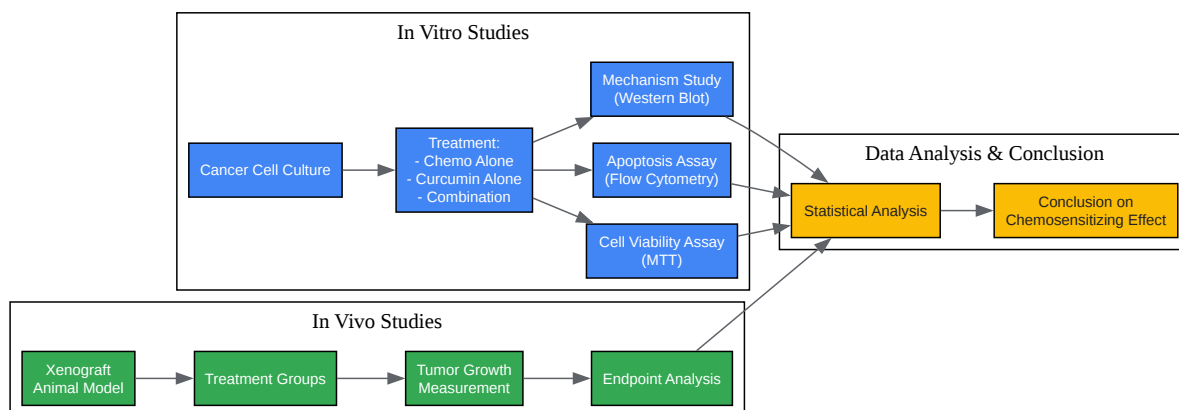 In Vitro Studies
Cancer Cell Culture
Treatment:
- Chemo Alone
- Curcumin Alone
- Combination
Mechanism Study
(Western Blot)
Apoptosis Assay
(Flow Cytometry)
Cell Viability Assay
(MTT)
Data Analysis & Conclusion
Statistical Analysis
Conclusion on
Chemosensitizing Effect
In Vivo Studies
Xenograft
Animal Model
Treatment Groups
Tumor Growth
Measurement
Endpoint Analysis